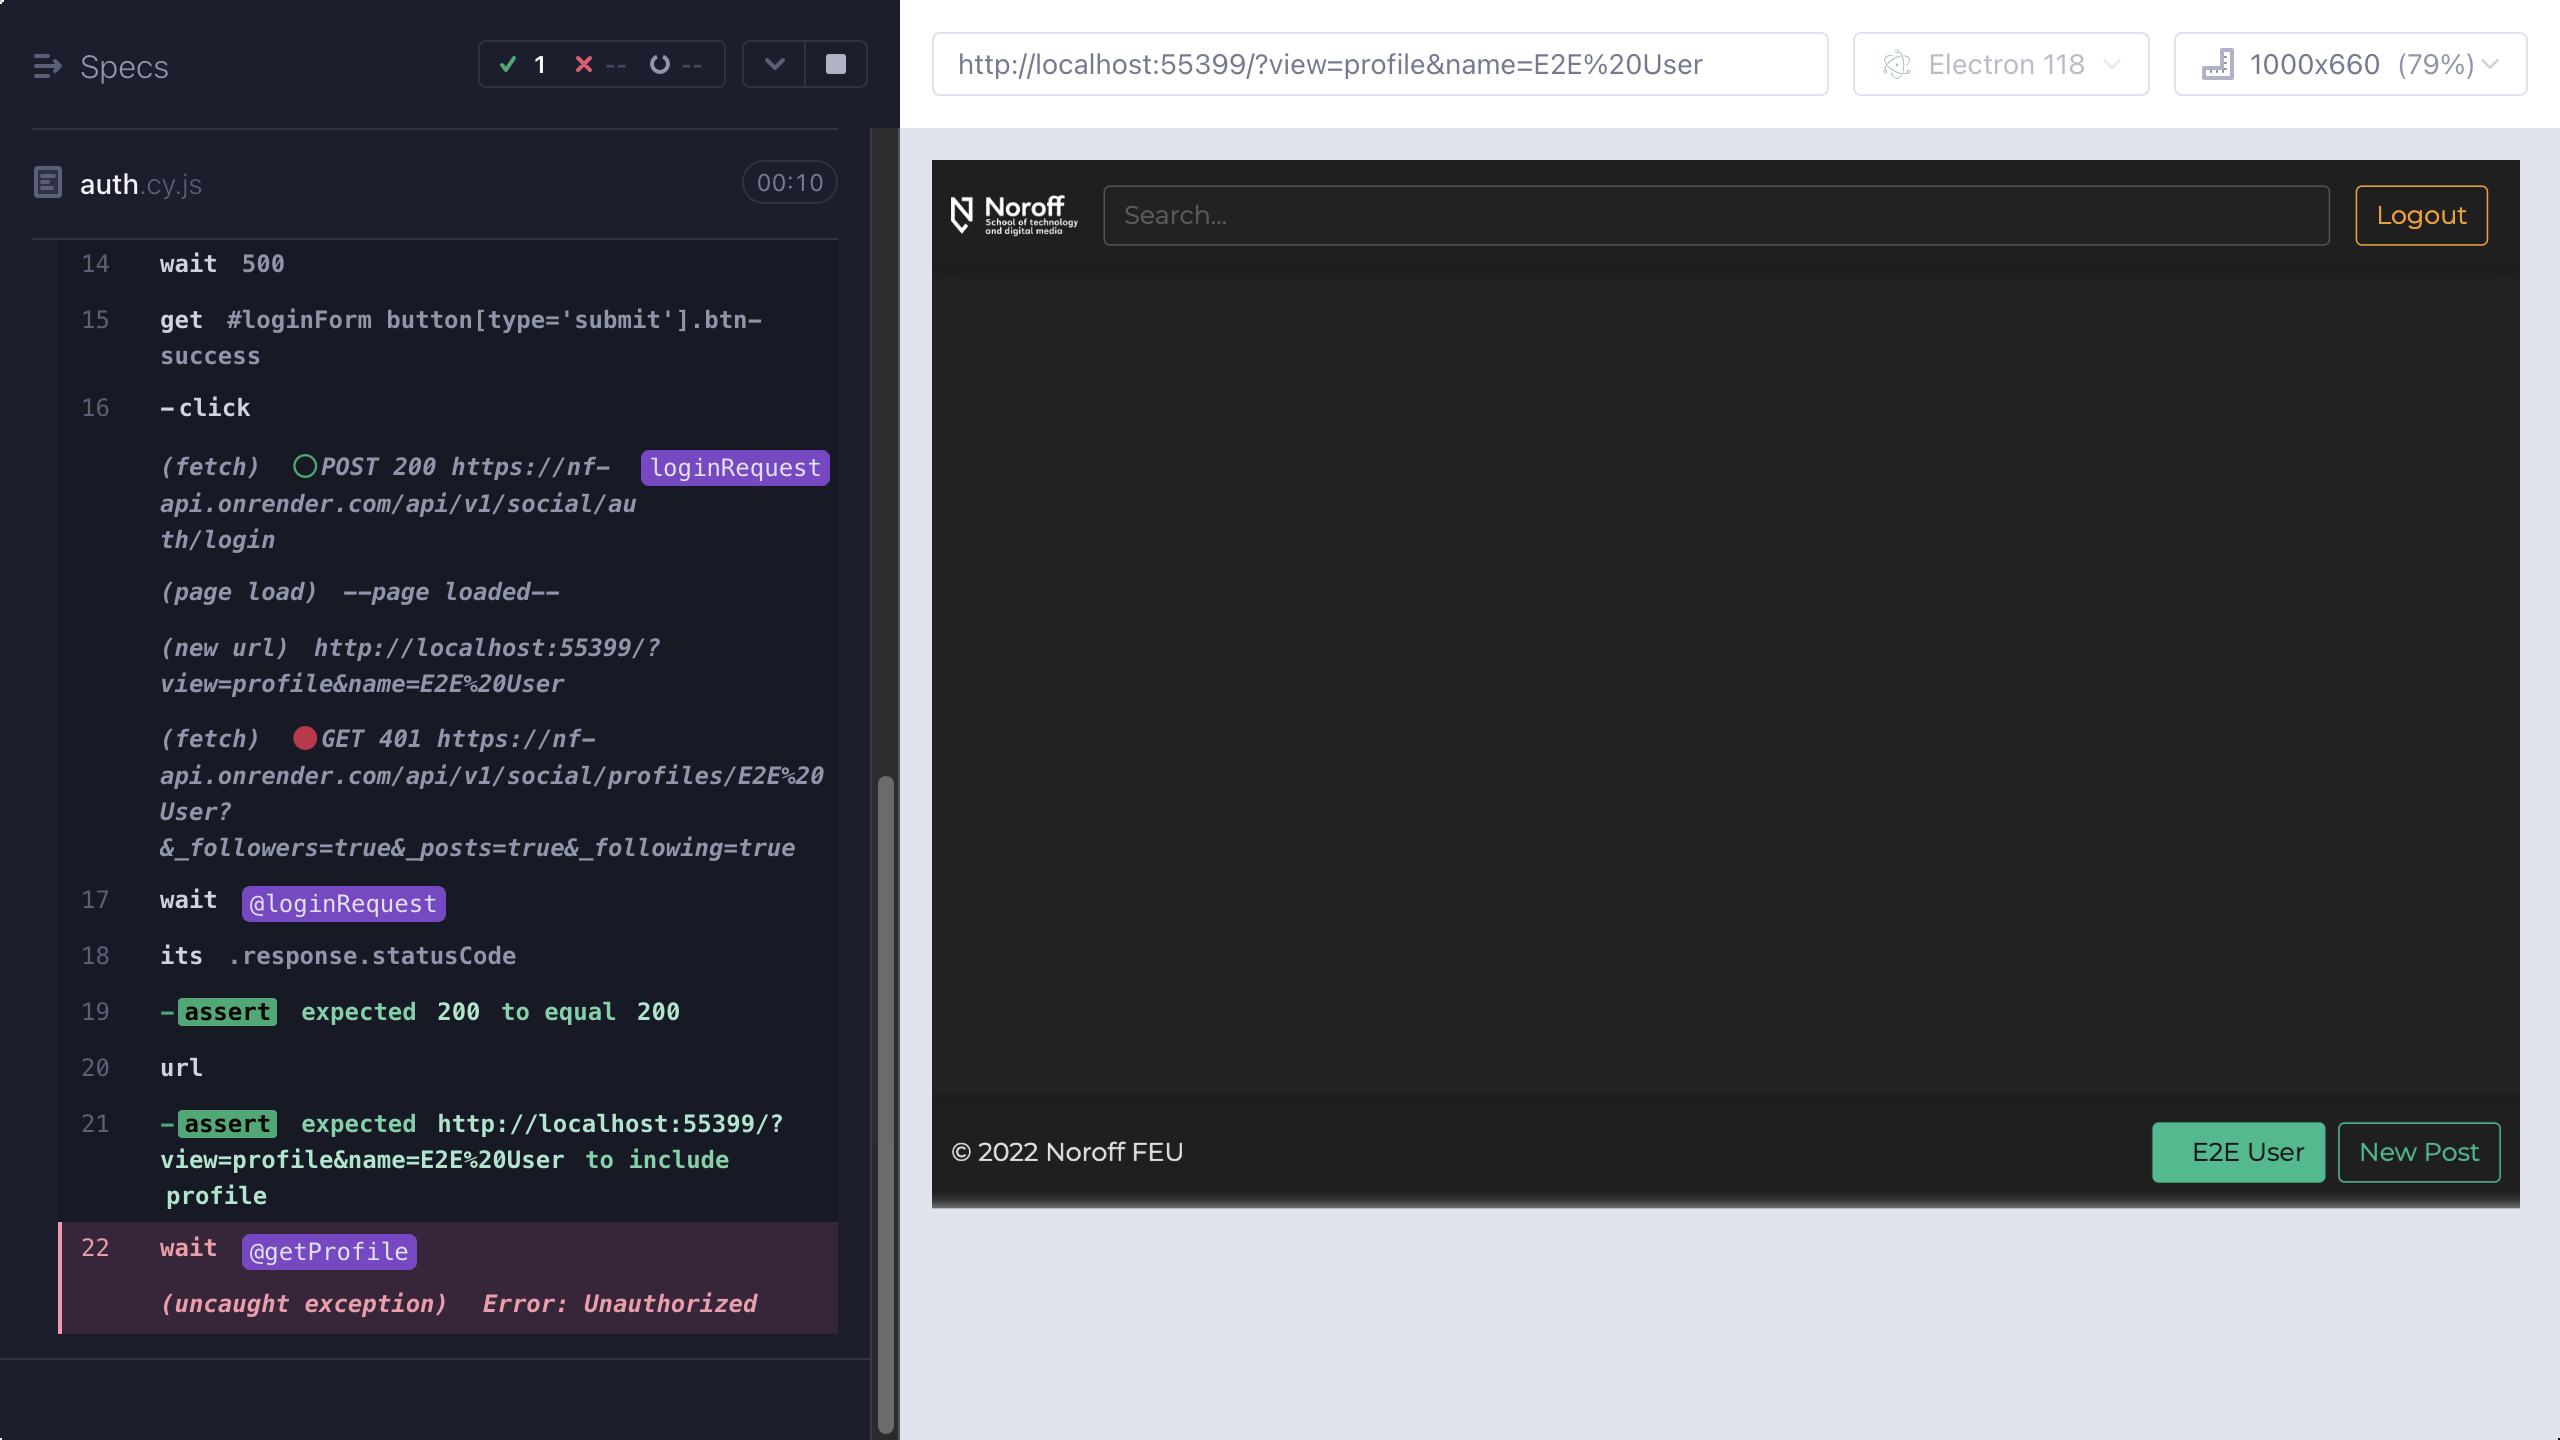 Specs
1
--
--
auth.cy.js
00:10
14 wait 500
15 get #loginForm button[type='submit'].btn-
success
16 -click
(fetch) POST 200 https://nf- loginRequest
api.onrender.com/api/v1/social/au
th/login
(page load) --page loaded--
(new url) http://localhost:55399/?
view=profile&name=E2E%20User
(fetch) GET 401 https://nf-
api.onrender.com/api/v1/social/profiles/E2E%20
User?
&_followers=true&_posts=true&_following=true
17 wait @loginRequest
18 its .response.statusCode
19 -assert expected 200 to equal 200
20 url
21 -assert expected http://localhost:55399/?
view=profile&name=E2E%20User to include
profile
22 wait @getProfile
(uncaught exception) Error: Unauthorized
http://localhost:55399/?view=profile&name=E2E%20User
Electron 118
1000x660 (79%)
Noroff
School of technology
and digital media
Search...
Logout
© 2022 Noroff FEU
E2E User
New Post